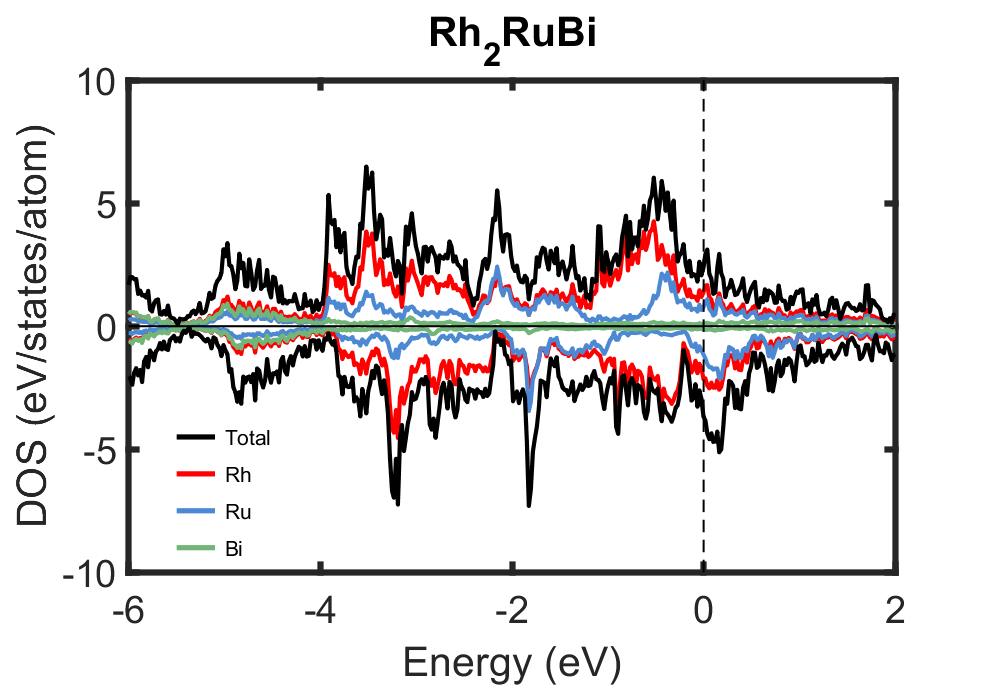 Rh₂RuBi
10
5
0
-5
-10
DOS (eV/states/atom)
Total
Rh
Ru
Bi
-6 -4 -2 0 2
Energy (eV)